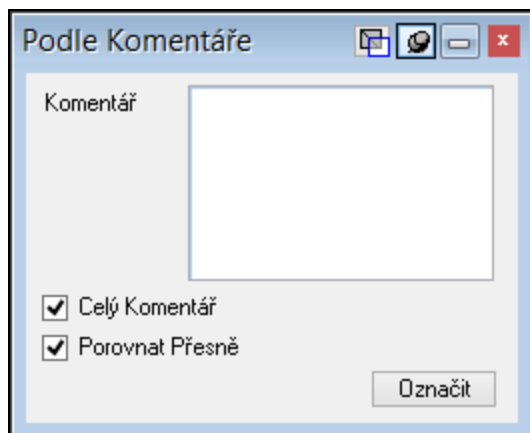 Podle Komentáře
Komentář
Celý Komentář
Porovnat Přesně
Označit